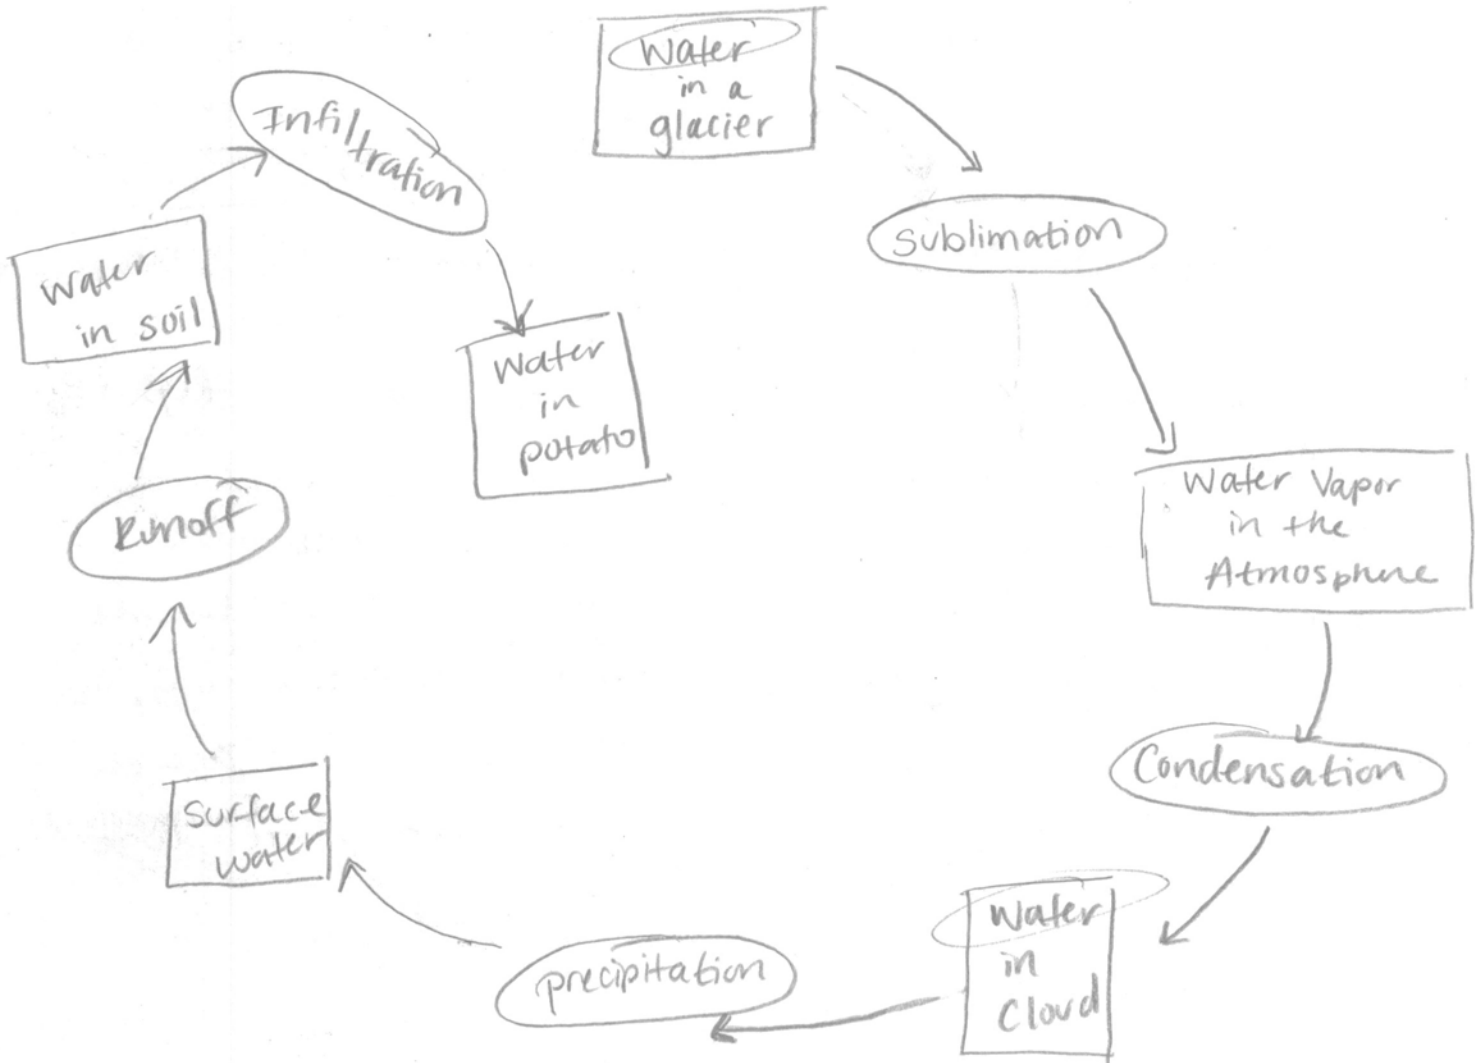 Water
in a
glacier
Sublimation
Water Vapor
in the
Atmosphere
Condensation
Water
in
Cloud
precipitation
Surface
water
Runoff
Water
in soil
Infiltration
Water
in
potato